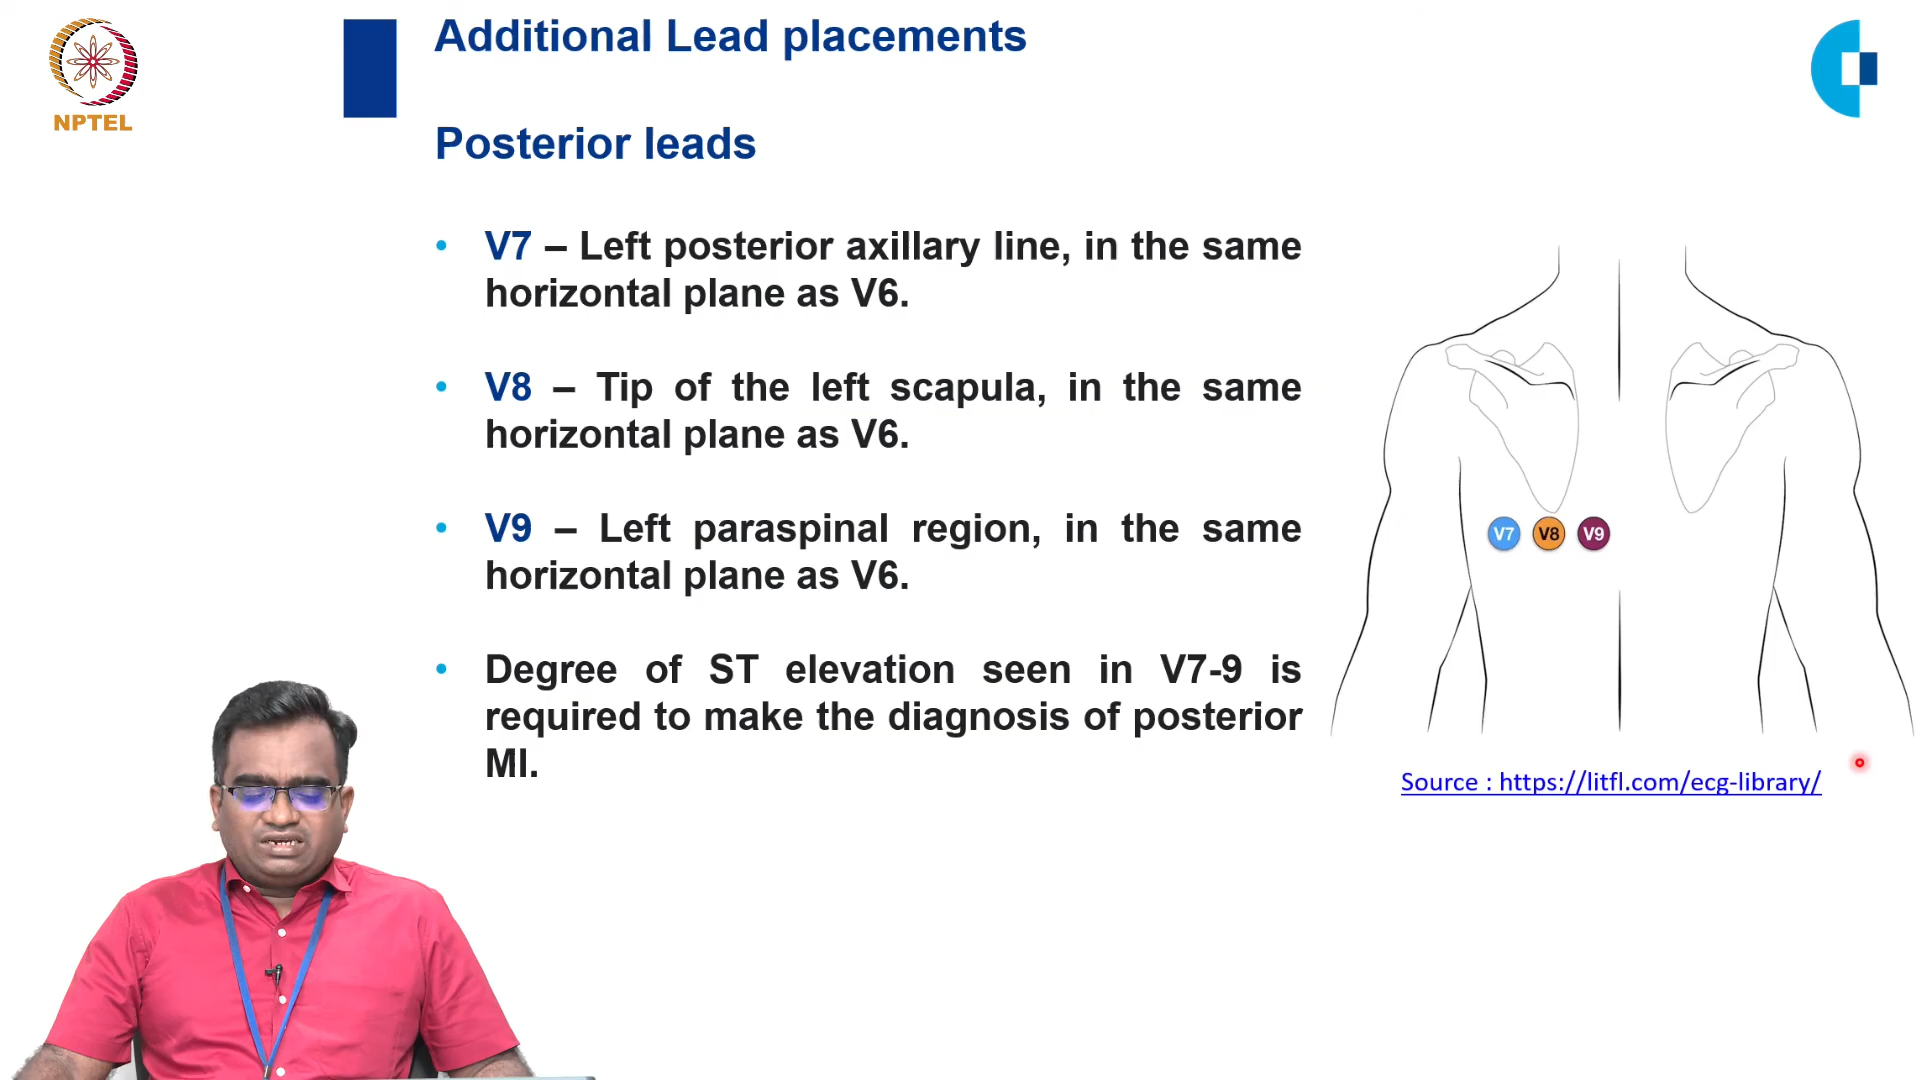 NPTEL
Additional Lead placements
Posterior leads
• V7 – Left posterior axillary line, in the same
horizontal plane as V6.
• V8 – Tip of the left scapula, in the same
horizontal plane as V6.
• V9 – Left paraspinal region, in the same
horizontal plane as V6.
• Degree of ST elevation seen in V7-9 is
required to make the diagnosis of posterior
MI.
V7 V8 V9
Source : https://litfl.com/ecg-library/